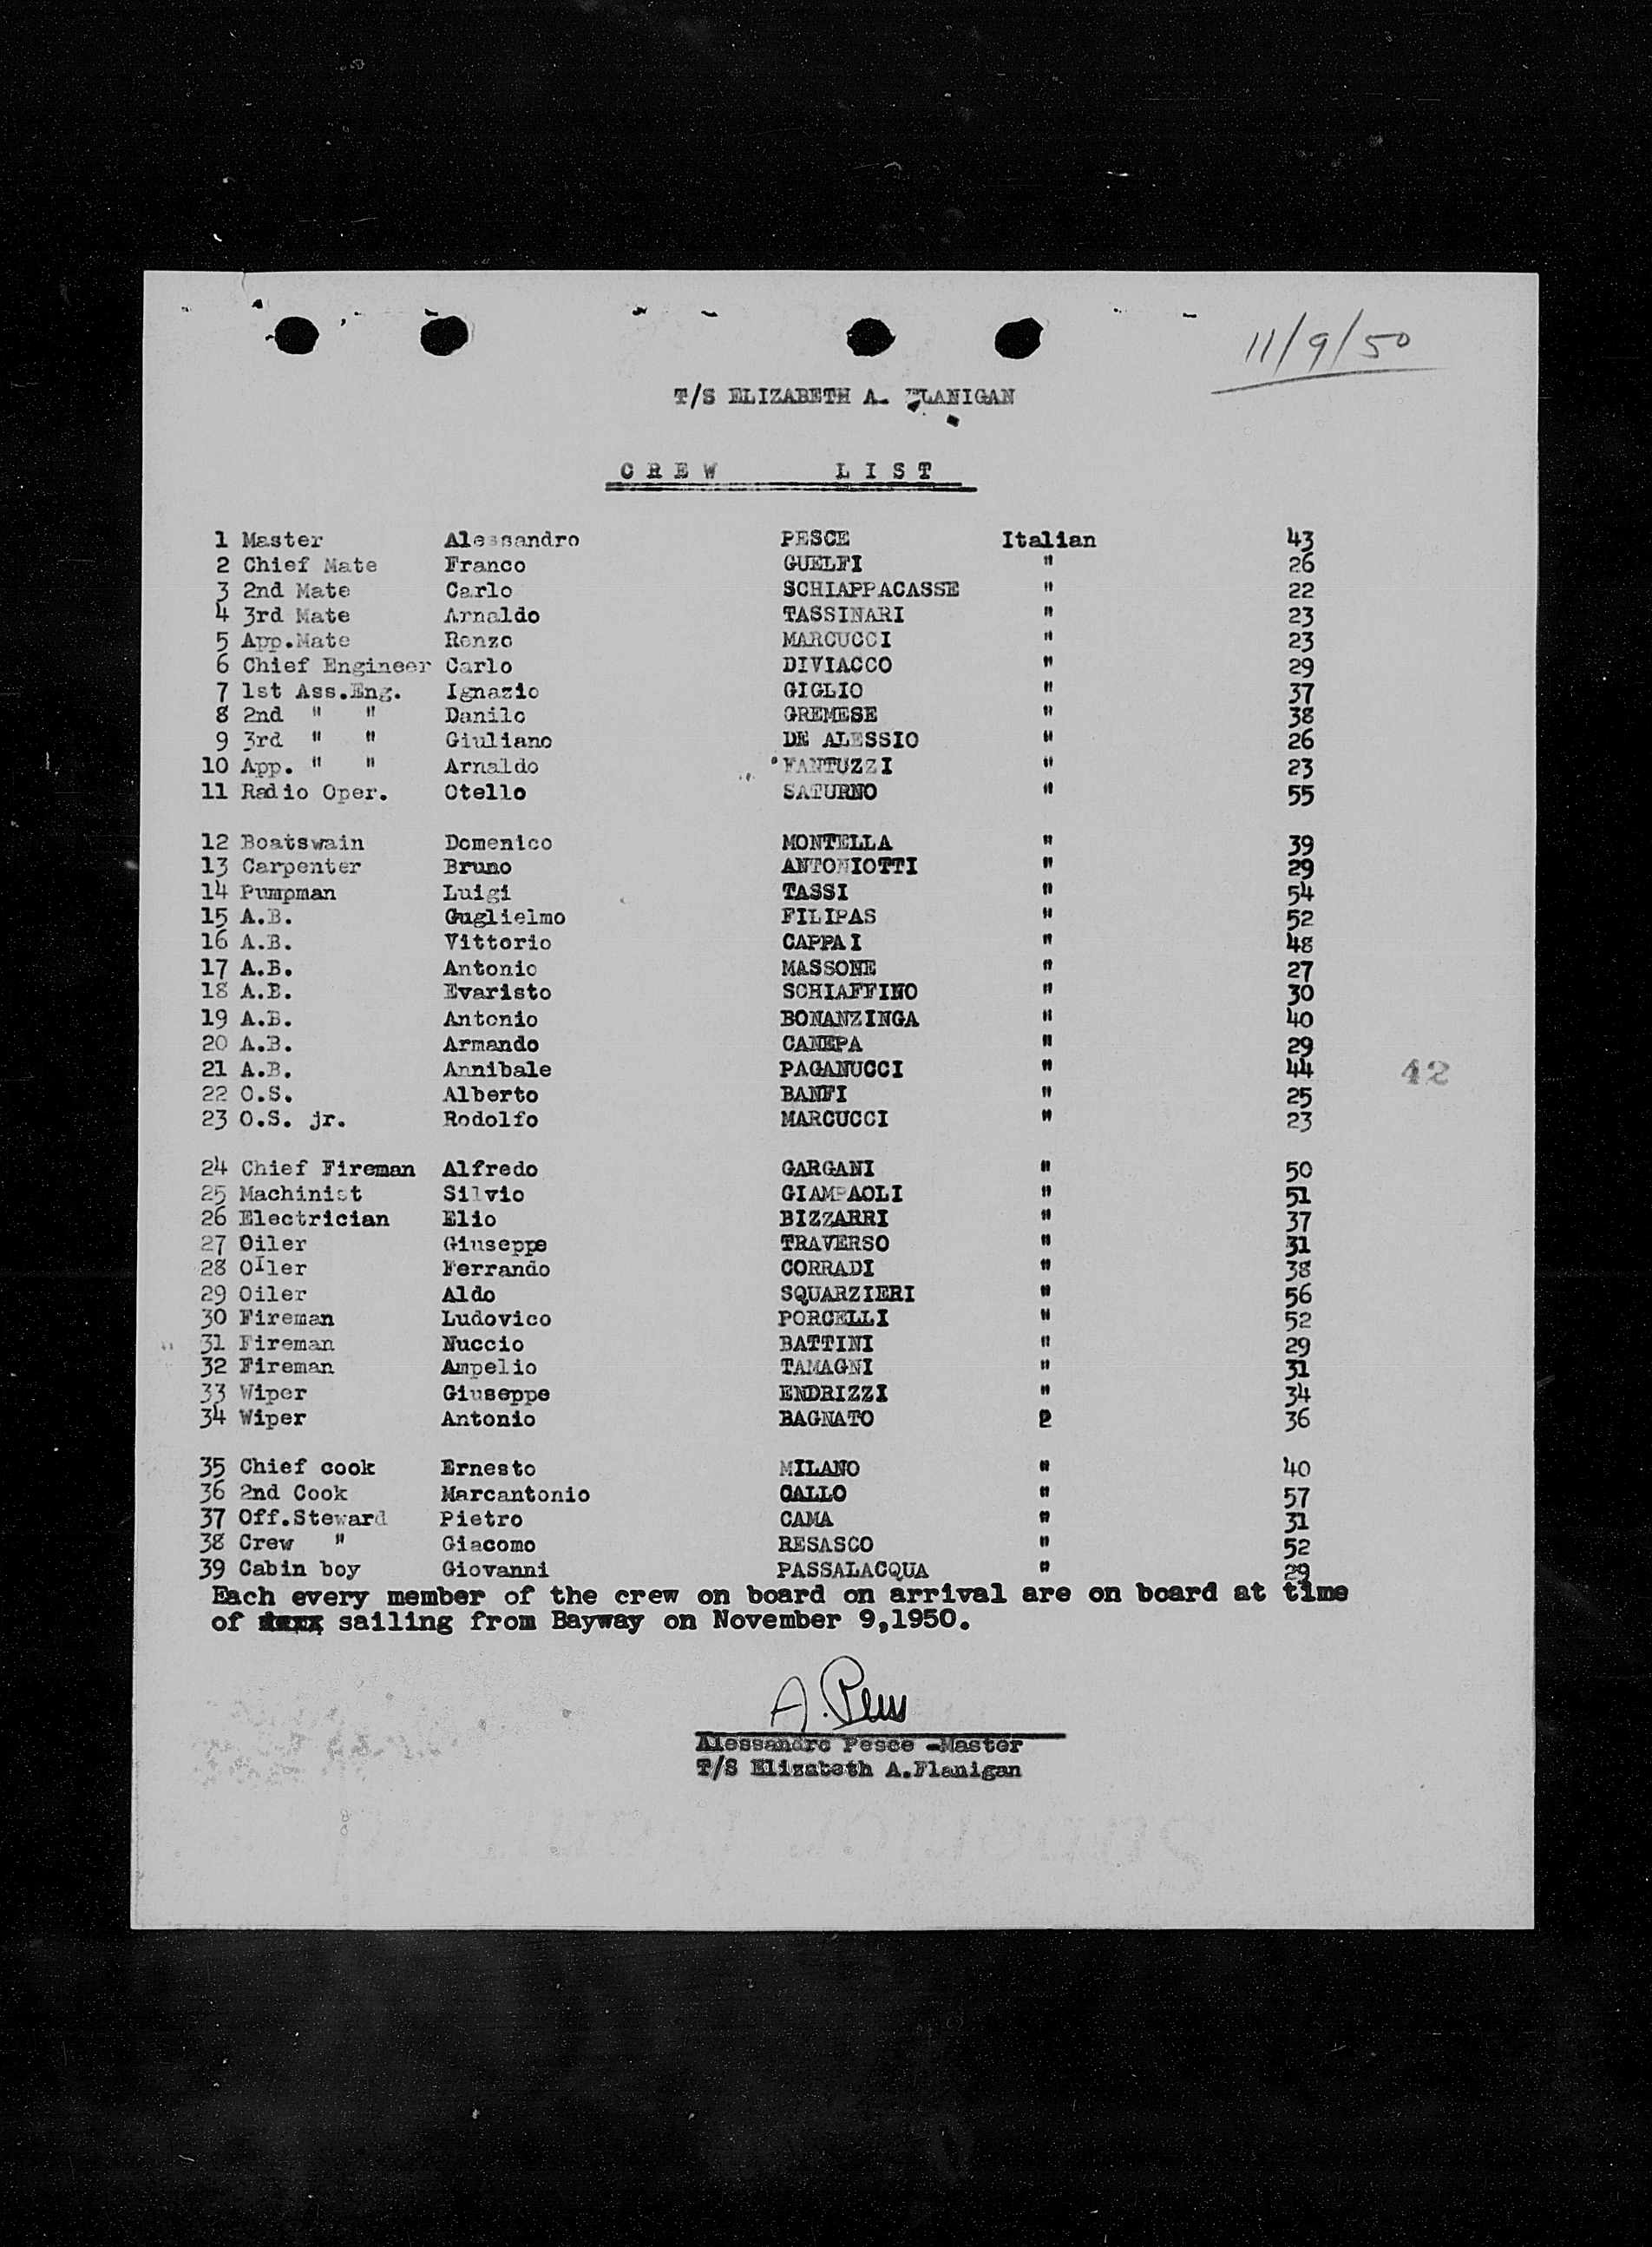 11/9/50
T/S ELIZABETH A. FLANIGAN
CREW LIST
1 Master Alessandro PESCE Italian 43
2 Chief Mate Franco GUELFI " 26
3 2nd Mate Carlo SCHIAPPACASSE " 22
4 3rd Mate Arnaldo TASSINARI " 23
5 App.Mate Renzo MARCUCCI " 23
6 Chief Engineer Carlo DIVIACCO " 29
7 1st Ass.Eng. Ignazio GIGLIO " 37
8 2nd " " Danilo GREMESE " 38
9 3rd " " Giuliano DE ALESSIO " 26
10 App. " " Arnaldo FANTUZZI " 23
11 Radio Oper. Otello SATURNO " 55
12 Boatswain Domenico MONTELLA " 39
13 Carpenter Bruno ANTONIOTTI " 29
14 Pumpman Luigi TASSI " 54
15 A.B. Guglielmo FILIPAS " 52
16 A.B. Vittorio CAPPAI " 48
17 A.B. Antonio MASSONE " 27
18 A.B. Evaristo SCHIAFFINO " 30
19 A.B. Antonio BONANZINGA " 40
20 A.B. Armando CANEPA " 29
21 A.B. Annibale PAGANUCCI " 44
42
22 O.S. Alberto BANFI " 25
23 O.S. jr. Rodolfo MARCUCCI " 23
24 Chief Fireman Alfredo GARGANI " 50
25 Machinist Silvio GIAMPAOLI " 51
26 Electrician Elio BIZZARRI " 37
27 Oiler Giuseppe TRAVERSO " 31
28 OIler Ferrando CORRADI " 38
29 Oiler Aldo SQUARZIERI " 56
30 Fireman Ludovico PORCELLI " 52
31 Fireman Nuccio BATTINI " 29
32 Fireman Ampelio TAMAGNI " 31
33 Wiper Giuseppe ENDRIZZI " 34
34 Wiper Antonio BAGNATO 2 36
35 Chief cook Ernesto MILANO " 40
36 2nd Cook Marcantonio GALLO " 57
37 Off.Steward Pietro CAMA " 31
38 Crew " Giacomo RESASCO " 52
39 Cabin boy Giovanni PASSALACQUA " 29
Each every member of the crew on board on arrival are on board at time
of sailing from Bayway on November 9,1950.
A. Pesce
Alessandro Pesce -Master
T/S Elizabeth A.Flanigan